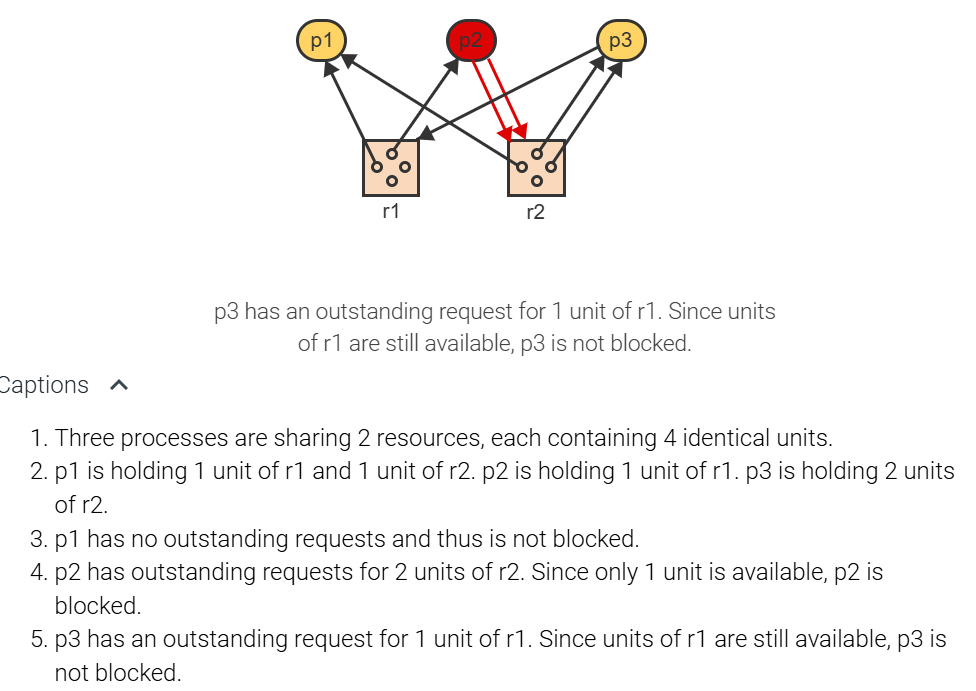 p1 p2 p3
r1 r2
p3 has an outstanding request for 1 unit of r1. Since units
of r1 are still available, p3 is not blocked.
Captions
1. Three processes are sharing 2 resources, each containing 4 identical units.
2. p1 is holding 1 unit of r1 and 1 unit of r2. p2 is holding 1 unit of r1. p3 is holding 2 units
of r2.
3. p1 has no outstanding requests and thus is not blocked.
4. p2 has outstanding requests for 2 units of r2. Since only 1 unit is available, p2 is
blocked.
5. p3 has an outstanding request for 1 unit of r1. Since units of r1 are still available, p3 is
not blocked.